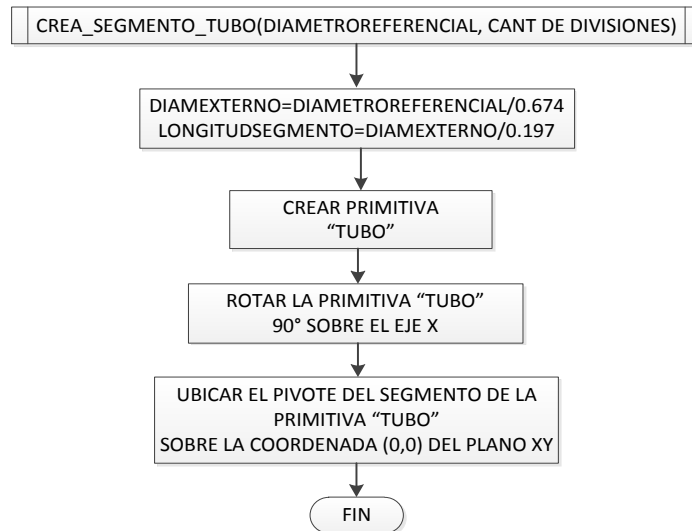 CREA_SEGMENTO_TUBO(DIAMETROREFERENCIAL, CANT DE DIVISIONES)
DIAMEXTERNO=DIAMETROREFERENCIAL/0.674
LONGITUDSEGMENTO=DIAMEXTERNO/0.197
CREAR PRIMITIVA
“TUBO”
ROTAR LA PRIMITIVA “TUBO”
90° SOBRE EL EJE X
UBICAR EL PIVOTE DEL SEGMENTO DE LA
PRIMITIVA “TUBO”
SOBRE LA COORDENADA (0,0) DEL PLANO XY
FIN